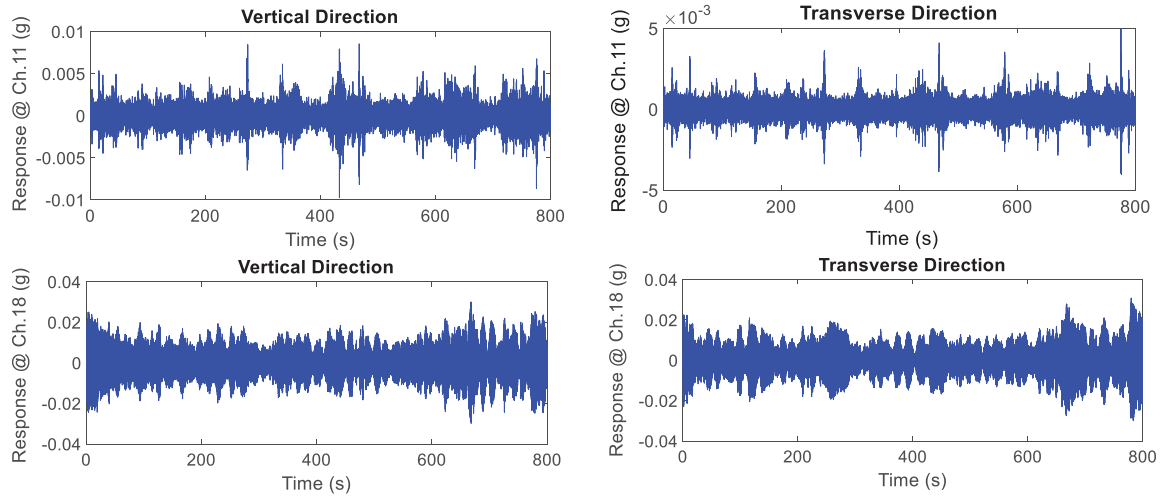 Vertical Direction
Response @ Ch.11 (g)
0.01
0.005
0
-0.005
-0.01
0 200 400 600 800
Time (s)
Transverse Direction
Response @ Ch.11 (g)
×10⁻³
5
0
-5
0 200 400 600 800
Time (s)
Vertical Direction
Response @ Ch.18 (g)
0.04
0.02
0
-0.02
-0.04
0 200 400 600 800
Time (s)
Transverse Direction
Response @ Ch.18 (g)
0.04
0.02
0
-0.02
-0.04
0 200 400 600 800
Time (s)